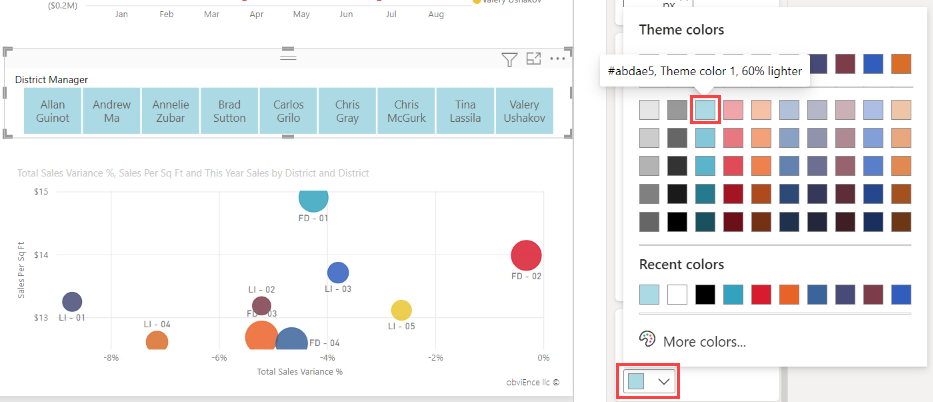 ($0.2M)
Jan Feb Mar Apr May Jun Jul Aug
Valery Ushakov
District Manager
Allan Guinot
Andrew Ma
Annelie Zubar
Brad Sutton
Carlos Grilo
Chris Gray
Chris McGurk
Tina Lassila
Valery Ushakov
Total Sales Variance %, Sales Per Sq Ft and This Year Sales by District and District
Sales Per Sq Ft
$15
$14
$13
FD - 01
FD - 02
LI - 03
LI - 02
LI - 01
FD - 03
LI - 05
LI - 04
FD - 04
-8% -6% -4% -2% 0%
Total Sales Variance %
obviEnce llc ©
px
Theme colors
#abdae5, Theme color 1, 60% lighter
Recent colors
More colors...